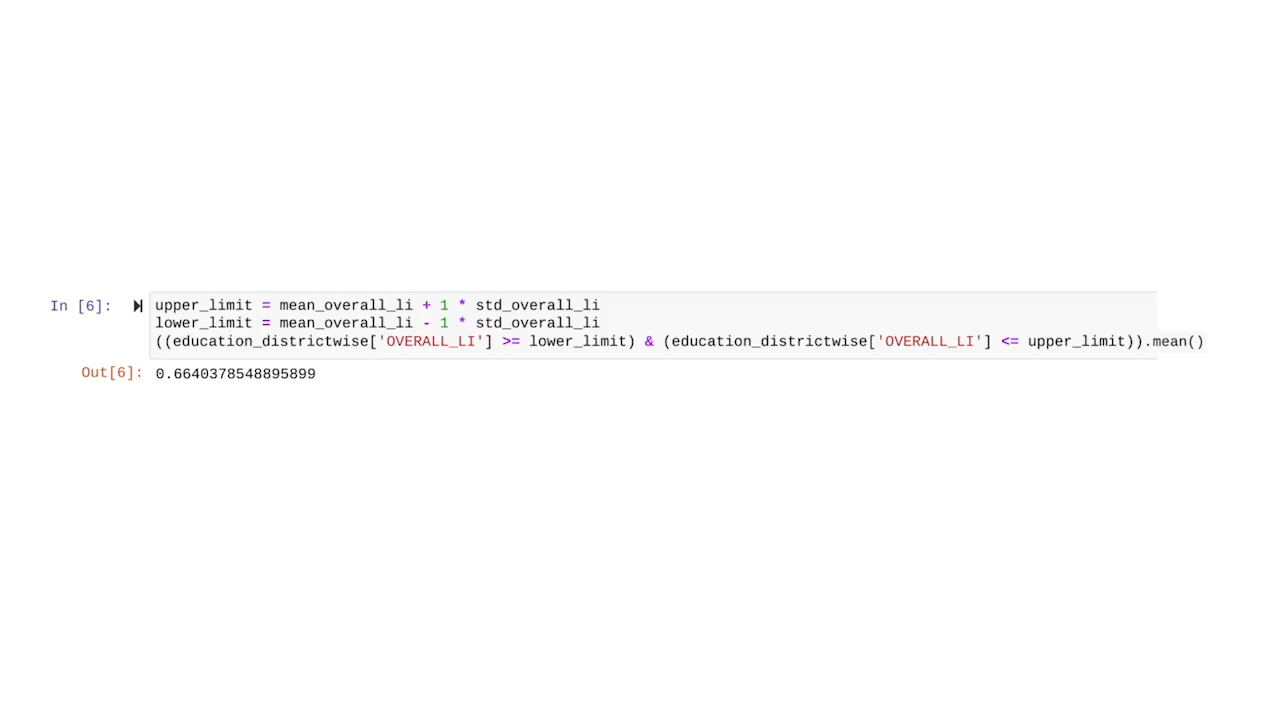 In [6]: upper_limit = mean_overall_li + 1 * std_overall_li
lower_limit = mean_overall_li - 1 * std_overall_li
((education_districtwise['OVERALL_LI'] >= lower_limit) & (education_districtwise['OVERALL_LI'] <= upper_limit)).mean()
Out[6]: 0.6640378548895899